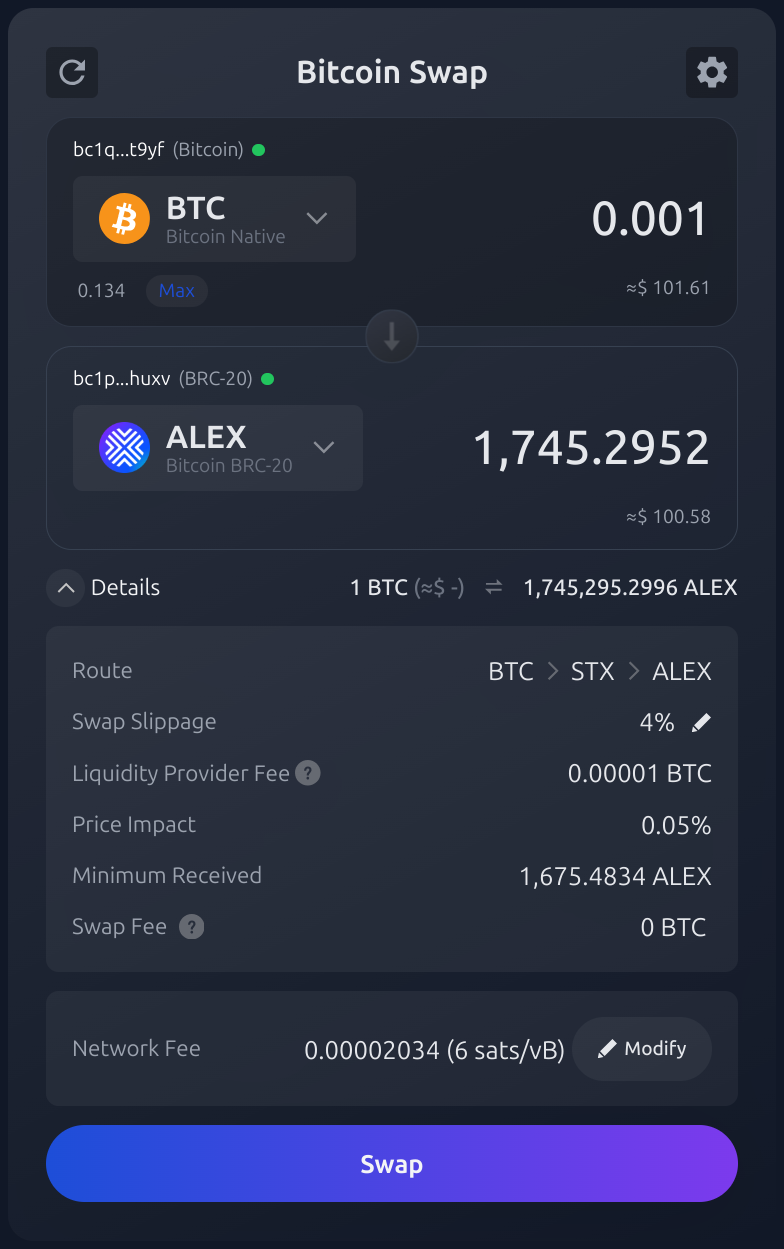 Bitcoin Swap
bc1q...t9yf (Bitcoin)
BTC
Bitcoin Native
0.001
0.134 Max ≈$ 101.61
bc1p...huxv (BRC-20)
ALEX
Bitcoin BRC-20
1,745.2952
≈$ 100.58
Details 1 BTC (≈$ -) ⇌ 1,745,295.2996 ALEX
Route BTC > STX > ALEX
Swap Slippage 4%
Liquidity Provider Fee ? 0.00001 BTC
Price Impact 0.05%
Minimum Received 1,675.4834 ALEX
Swap Fee ? 0 BTC
Network Fee 0.00002034 (6 sats/vB) Modify
Swap